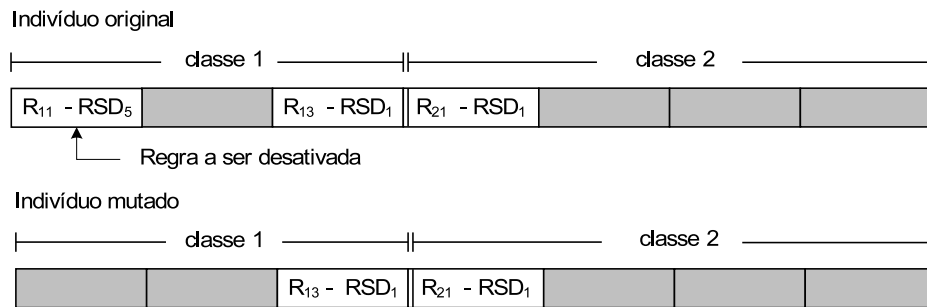 Indivíduo original
classe 1 classe 2
R11 - RSD5 R13 - RSD1 R21 - RSD1
Regra a ser desativada
Indivíduo mutado
classe 1 classe 2
R13 - RSD1 R21 - RSD1